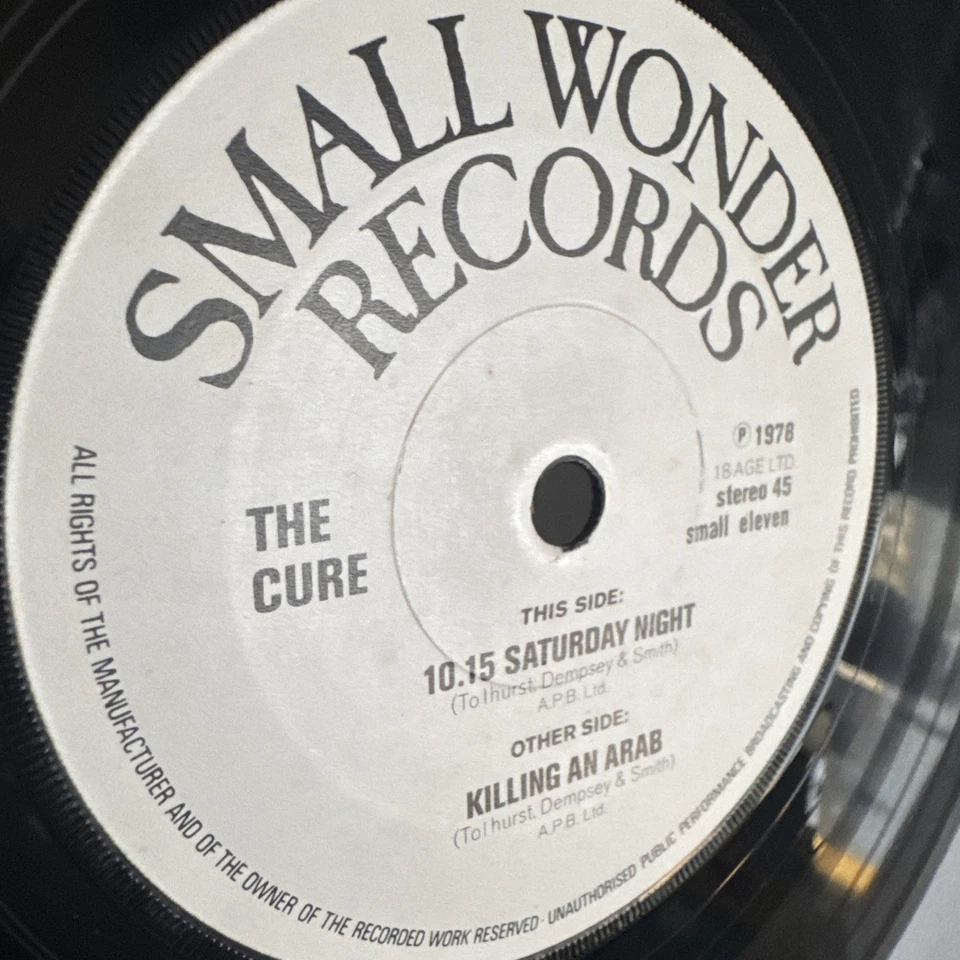 SMALL WONDER
RECORDS
℗ 1978
18 AGE LTD.
stereo 45
small eleven
THE
CURE
THIS SIDE:
10.15 SATURDAY NIGHT
(Tolhurst, Dempsey & Smith)
A.P.B. Ltd.
OTHER SIDE:
KILLING AN ARAB
(Tolhurst, Dempsey & Smith)
A.P.B. Ltd.
ALL RIGHTS OF THE MANUFACTURER AND OF THE OWNER OF THE RECORDED WORK RESERVED · UNAUTHORISED PUBLIC PERFORMANCE BROADCASTING AND COPYING OF THIS RECORD PROHIBITED